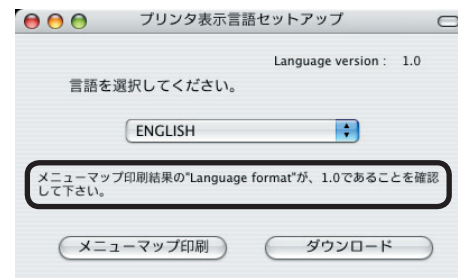 プリンタ表示言語セットアップ
Language version : 1.0
言語を選択してください。
ENGLISH
メニューマップ印刷結果の"Language format"が、1.0であることを確認
して下さい。
メニューマップ印刷 ダウンロード